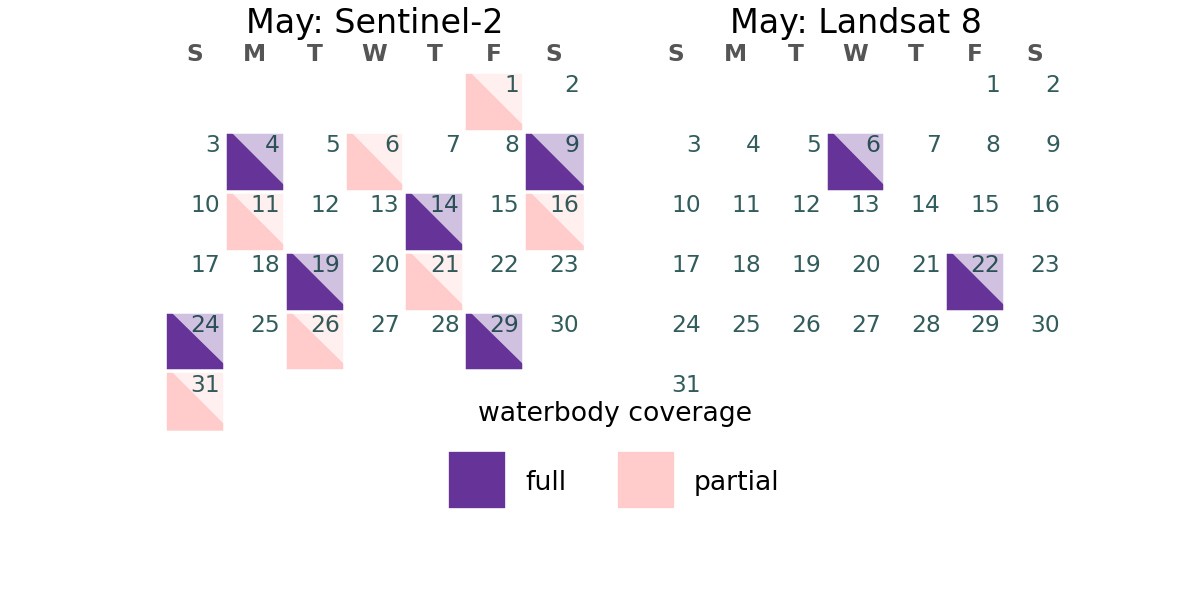 May: Sentinel-2
S M T W T F S
1 2
3 4 5 6 7 8 9
10 11 12 13 14 15 16
17 18 19 20 21 22 23
24 25 26 27 28 29 30
31
May: Landsat 8
S M T W T F S
1 2
3 4 5 6 7 8 9
10 11 12 13 14 15 16
17 18 19 20 21 22 23
24 25 26 27 28 29 30
31
waterbody coverage
full partial